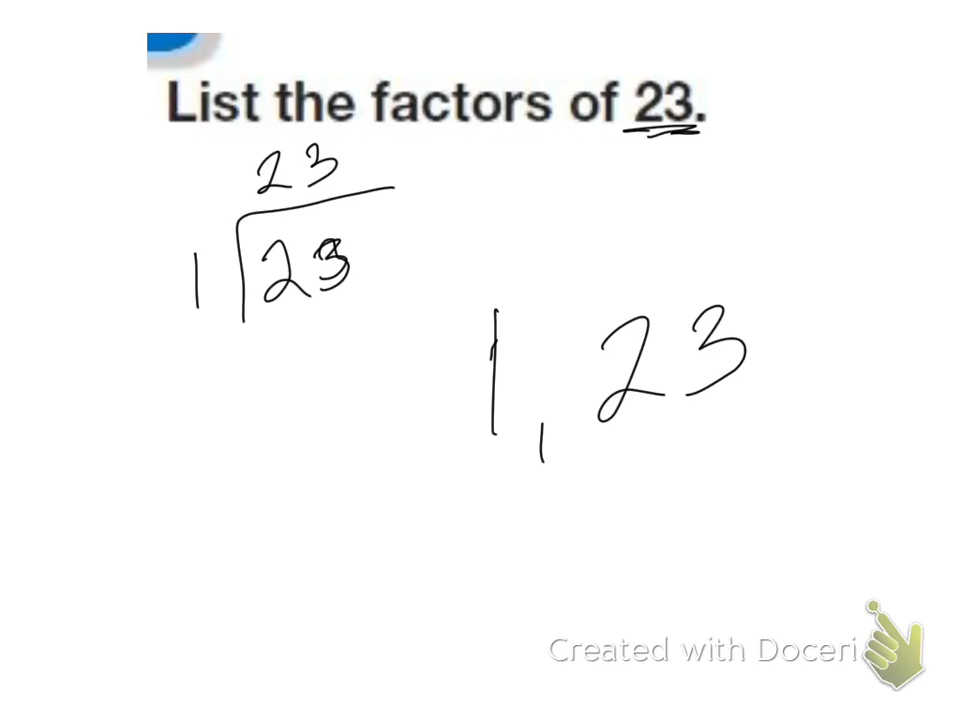 List the factors of 23.
23
1 23
1, 23
Created with Doceri